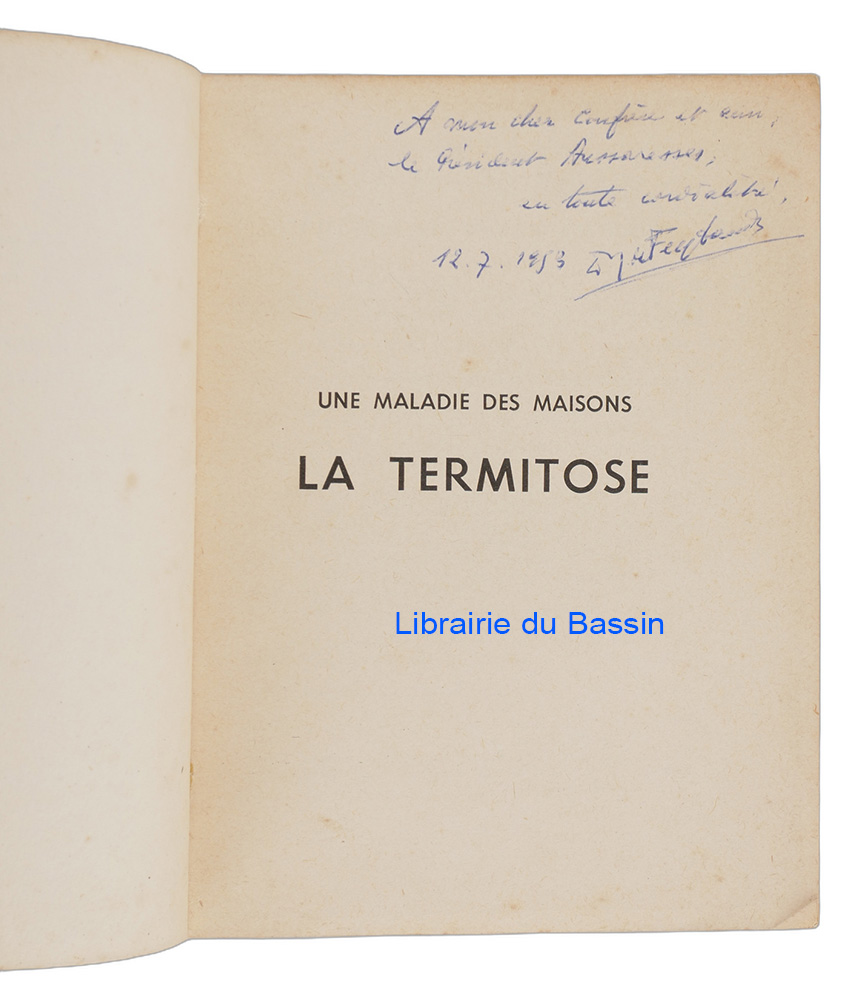 A mon cher confrère et ami,
le Président Aussaresses,
en toute cordialité,
12.7.1953
UNE MALADIE DES MAISONS
LA TERMITOSE
Librairie du Bassin